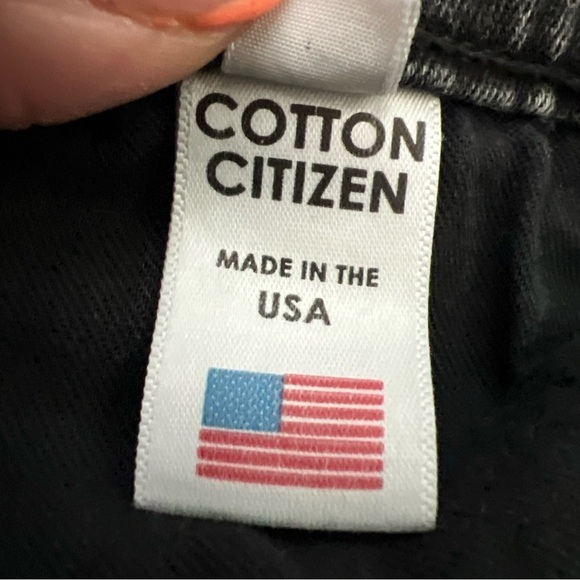 COTTON
CITIZEN
MADE IN THE
USA